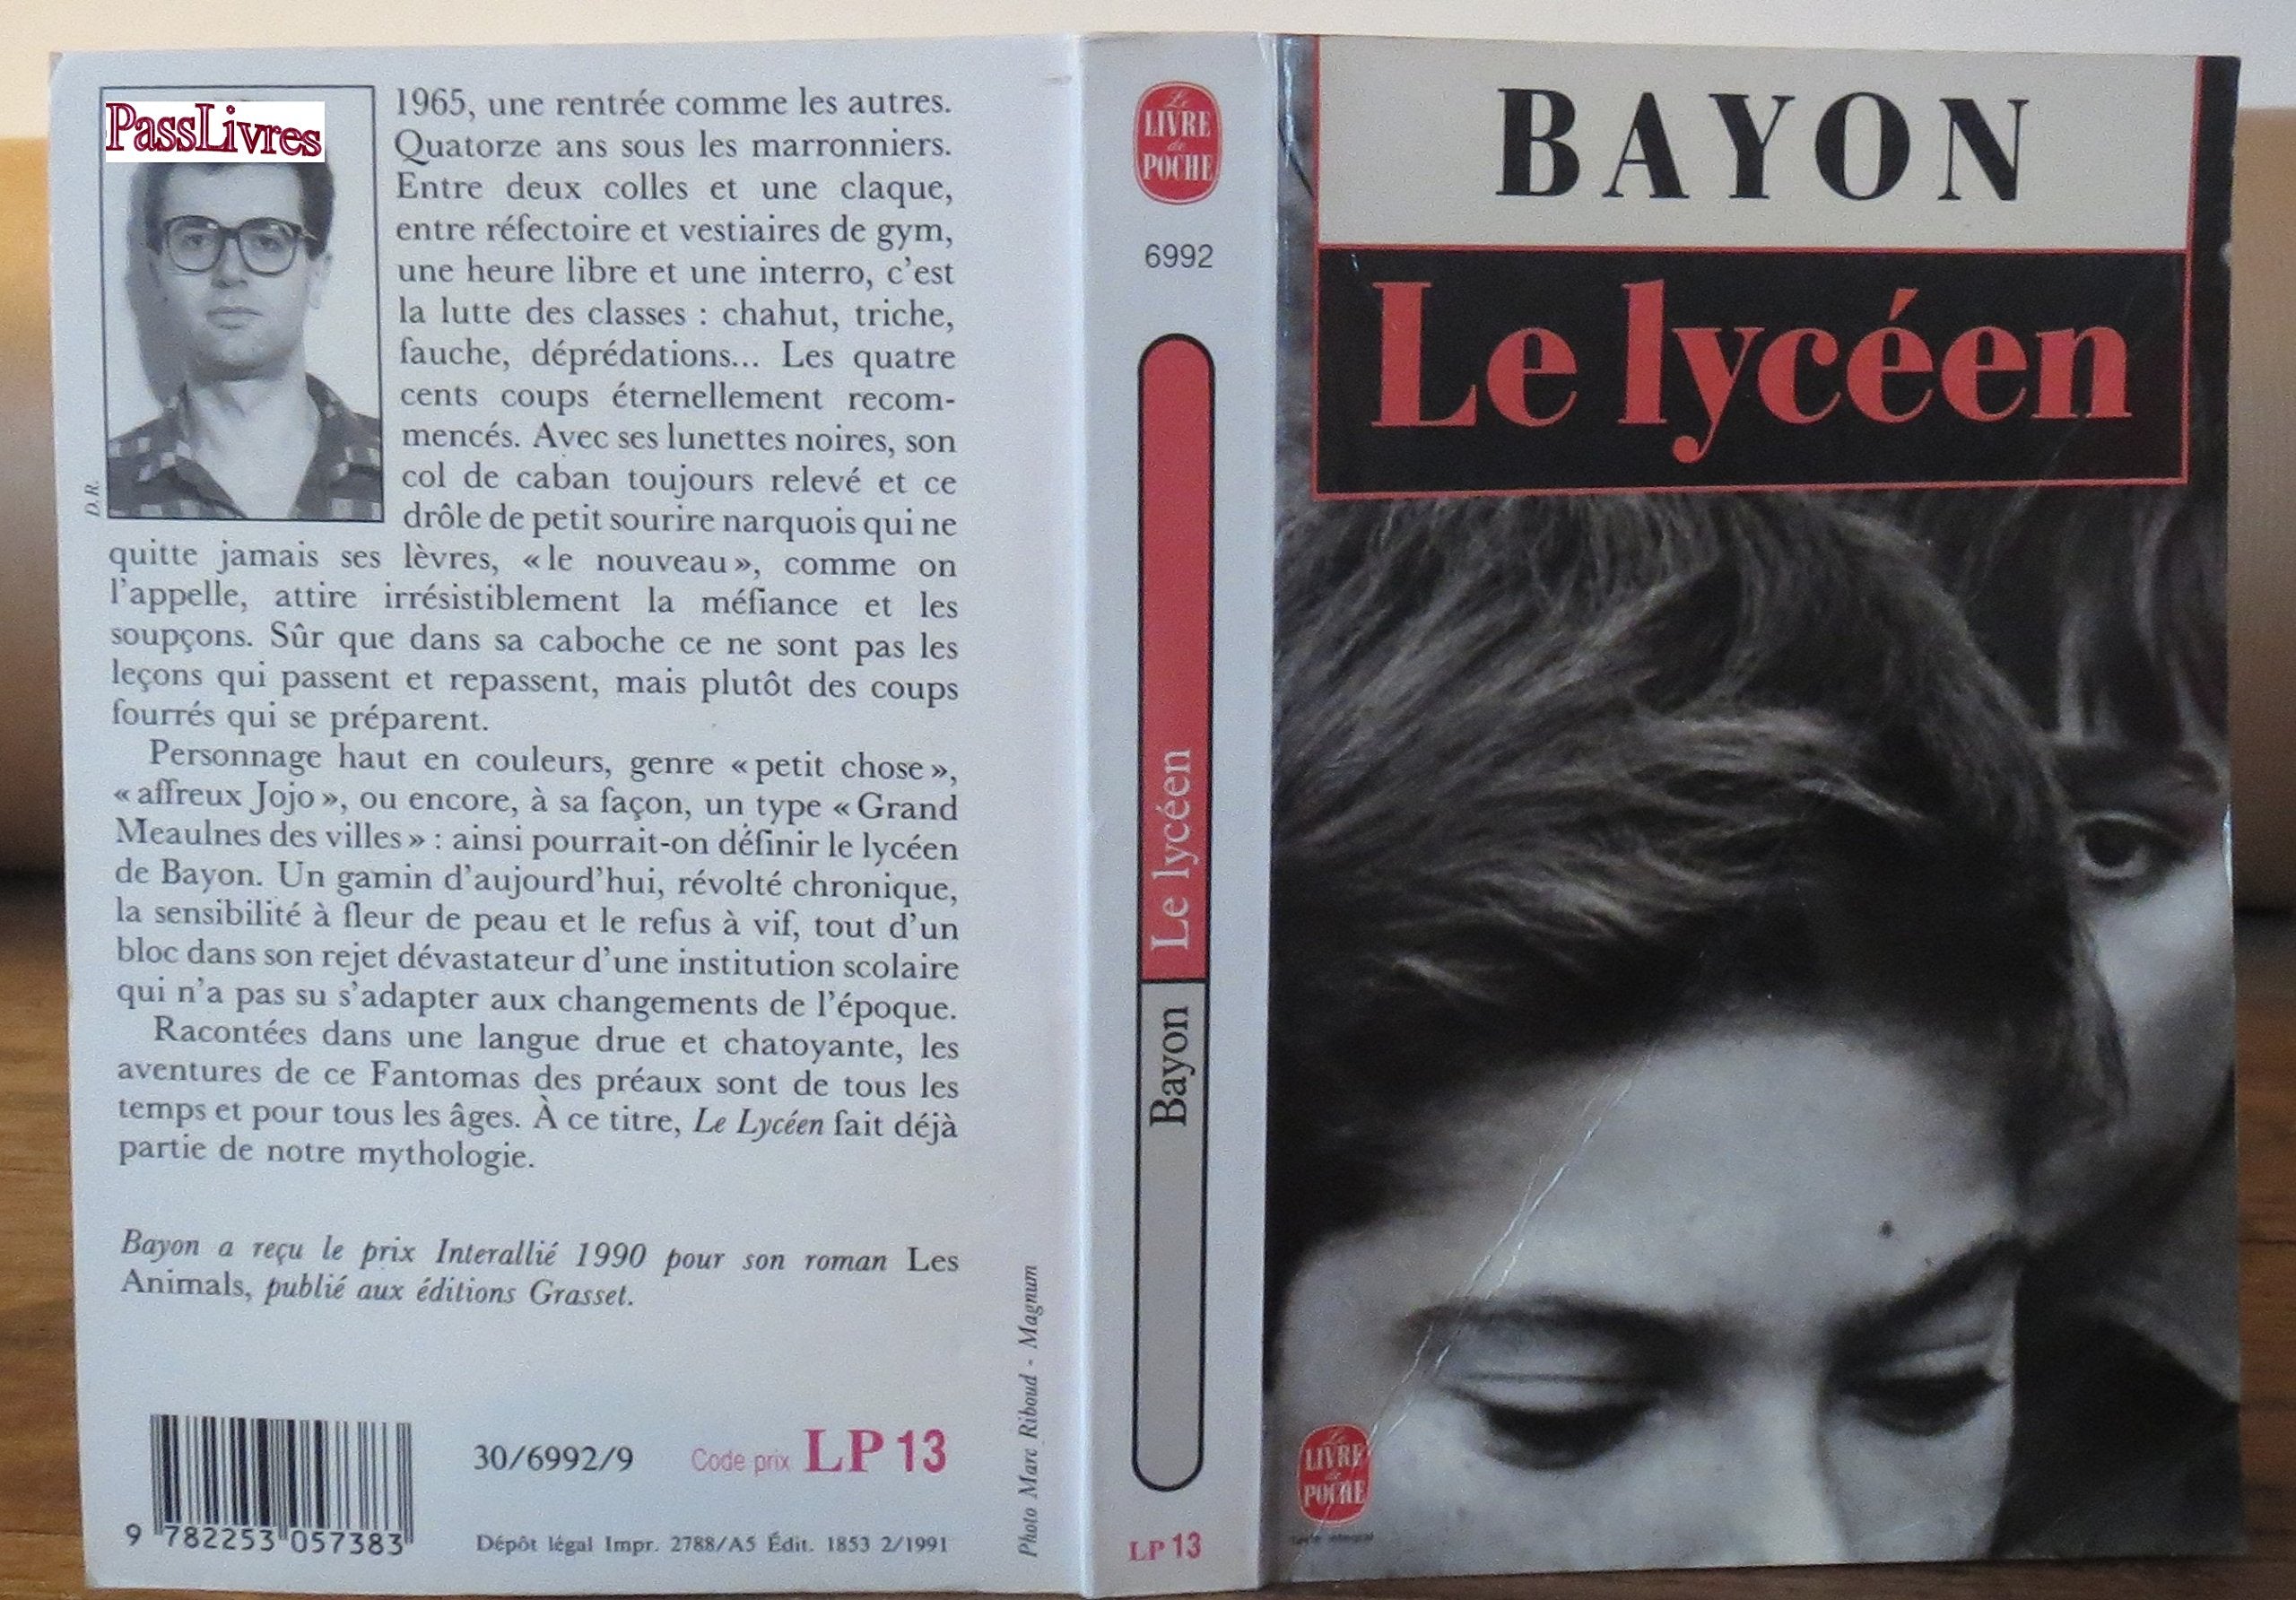 PassLivres
D.R.
1965, une rentrée comme les autres.
Quatorze ans sous les marronniers.
Entre deux colles et une claque,
entre réfectoire et vestiaires de gym,
une heure libre et une interro, c'est
la lutte des classes : chahut, triche,
fauche, déprédations... Les quatre
cents coups éternellement recom-
mencés. Avec ses lunettes noires, son
col de caban toujours relevé et ce
drôle de petit sourire narquois qui ne
quitte jamais ses lèvres, « le nouveau », comme on
l'appelle, attire irrésistiblement la méfiance et les
soupçons. Sûr que dans sa caboche ce ne sont pas les
leçons qui passent et repassent, mais plutôt des coups
fourrés qui se préparent.
Personnage haut en couleurs, genre « petit chose »,
« affreux Jojo », ou encore, à sa façon, un type « Grand
Meaulnes des villes » : ainsi pourrait-on définir le lycéen
de Bayon. Un gamin d'aujourd'hui, révolté chronique,
la sensibilité à fleur de peau et le refus à vif, tout d'un
bloc dans son rejet dévastateur d'une institution scolaire
qui n'a pas su s'adapter aux changements de l'époque.
Racontées dans une langue drue et chatoyante, les
aventures de ce Fantomas des préaux sont de tous les
temps et pour tous les âges. À ce titre, Le Lycéen fait déjà
partie de notre mythologie.
Bayon a reçu le prix Interallié 1990 pour son roman Les
Animals, publié aux éditions Grasset.
9 782253 057383
30/6992/9
Code prix LP 13
Dépôt légal Impr. 2788/A5 Édit. 1853 2/1991
Photo Marc Riboud - Magnum
Le
LIVRE
de
POCHE
6992
Le lycéen
Bayon
LP 13
BAYON
Le lycéen
Le
LIVRE
de
POCHE
texte intégral